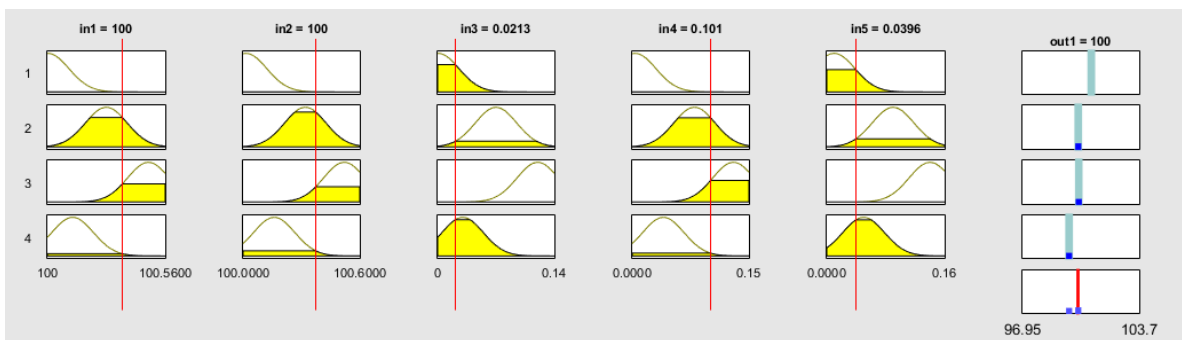 in1 = 100
in2 = 100
in3 = 0.0213
in4 = 0.101
in5 = 0.0396
out1 = 100
1
2
3
4
100 100.5600
100.0000 100.6000
0 0.14
0.0000 0.15
0.0000 0.16
96.95 103.7